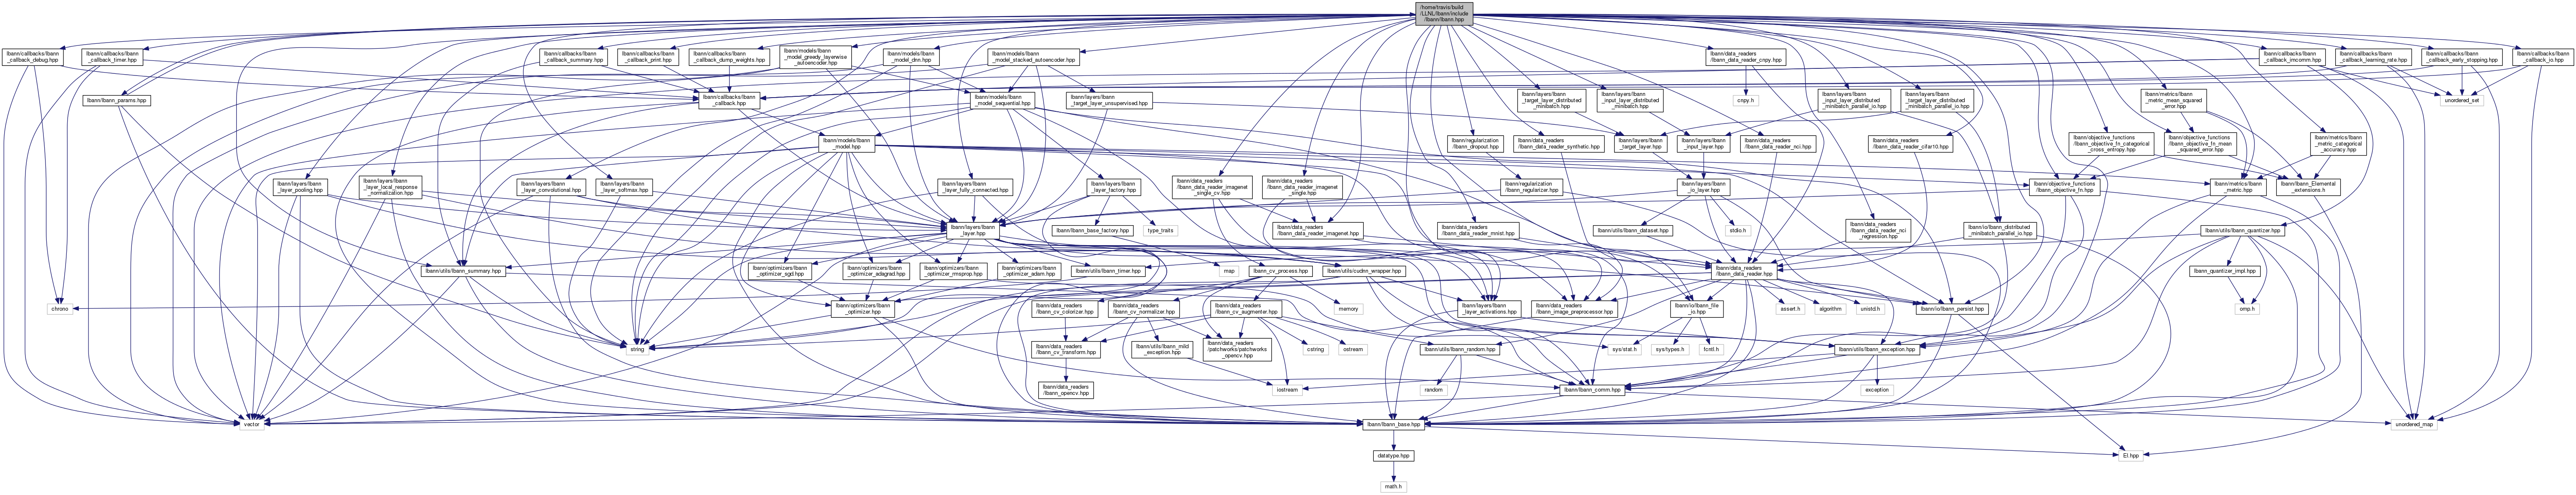 /home/travis/build
/LLNL/lbann/include
/lbann/lbann.hpp
lbann/callbacks/lbann
_callback_debug.hpp
lbann/callbacks/lbann
_callback_timer.hpp
lbann/callbacks/lbann
_callback_summary.hpp
lbann/callbacks/lbann
_callback_print.hpp
lbann/callbacks/lbann
_callback_dump_weights.hpp
lbann/models/lbann
_model_greedy_layerwise
_autoencoder.hpp
lbann/models/lbann
_model_dnn.hpp
lbann/models/lbann
_model_stacked_autoencoder.hpp
lbann/data_readers
/lbann_data_reader_cnpy.hpp
lbann/callbacks/lbann
_callback_imcomm.hpp
lbann/callbacks/lbann
_callback_learning_rate.hpp
lbann/callbacks/lbann
_callback_early_stopping.hpp
lbann/callbacks/lbann
_callback_io.hpp
lbann/lbann_params.hpp
lbann/callbacks/lbann
_callback.hpp
lbann/models/lbann
_model_sequential.hpp
lbann/layers/lbann
_target_layer_unsupervised.hpp
lbann/layers/lbann
_target_layer_distributed
_minibatch.hpp
lbann/layers/lbann
_input_layer_distributed
_minibatch.hpp
cnpy.h
lbann/layers/lbann
_input_layer_distributed
_minibatch_parallel_io.hpp
lbann/layers/lbann
_target_layer_distributed
_minibatch_parallel_io.hpp
lbann/metrics/lbann
_metric_mean_squared
_error.hpp
unordered_set
lbann/models/lbann
_model.hpp
lbann/regularization
/lbann_dropout.hpp
lbann/data_readers
/lbann_data_reader_synthetic.hpp
lbann/layers/lbann
_target_layer.hpp
lbann/layers/lbann
_input_layer.hpp
lbann/data_readers
/lbann_data_reader_nci.hpp
lbann/data_readers
/lbann_data_reader_cifar10.hpp
lbann/objective_functions
/lbann_objective_fn_categorical
_cross_entropy.hpp
lbann/objective_functions
/lbann_objective_fn_mean
_squared_error.hpp
lbann/metrics/lbann
_metric_categorical
_accuracy.hpp
lbann/layers/lbann
_layer_pooling.hpp
lbann/layers/lbann
_layer_local_response
_normalization.hpp
lbann/layers/lbann
_layer_convolutional.hpp
lbann/layers/lbann
_layer_softmax.hpp
lbann/layers/lbann
_layer_fully_connected.hpp
lbann/layers/lbann
_layer_factory.hpp
lbann/data_readers
/lbann_data_reader_imagenet
_single_cv.hpp
lbann/data_readers
/lbann_data_reader_imagenet
_single.hpp
lbann/regularization
/lbann_regularizer.hpp
lbann/layers/lbann
_io_layer.hpp
lbann/objective_functions
/lbann_objective_fn.hpp
lbann/metrics/lbann
_metric.hpp
lbann/lbann_Elemental
_extensions.h
lbann/layers/lbann
_layer.hpp
lbann/lbann_base_factory.hpp
type_traits
lbann/data_readers
/lbann_data_reader_imagenet.hpp
lbann/data_readers
/lbann_data_reader_mnist.hpp
lbann/utils/lbann_dataset.hpp
stdio.h
lbann/data_readers
/lbann_data_reader_nci
_regression.hpp
lbann/io/lbann_distributed
_minibatch_parallel_io.hpp
lbann/utils/lbann_quantizer.hpp
lbann/utils/lbann_summary.hpp
lbann/optimizers/lbann
_optimizer_sgd.hpp
lbann/optimizers/lbann
_optimizer_adagrad.hpp
lbann/optimizers/lbann
_optimizer_rmsprop.hpp
lbann/optimizers/lbann
_optimizer_adam.hpp
lbann/utils/lbann_timer.hpp
map
lbann_cv_process.hpp
lbann/utils/cudnn_wrapper.hpp
lbann/data_readers
/lbann_data_reader.hpp
lbann_quantizer_impl.hpp
chrono
lbann/optimizers/lbann
_optimizer.hpp
lbann/data_readers
/lbann_cv_colorizer.hpp
lbann/data_readers
/lbann_cv_normalizer.hpp
lbann/data_readers
/lbann_cv_augmenter.hpp
memory
lbann/layers/lbann
_layer_activations.hpp
lbann/data_readers
/lbann_image_preprocessor.hpp
lbann/io/lbann_file
_io.hpp
assert.h
algorithm
unistd.h
lbann/io/lbann_persist.hpp
omp.h
string
lbann/data_readers
/lbann_cv_transform.hpp
lbann/utils/lbann_mild
_exception.hpp
lbann/data_readers
/patchworks/patchworks
_opencv.hpp
cstring
ostream
lbann/utils/lbann_random.hpp
sys/stat.h
sys/types.h
fcntl.h
lbann/utils/lbann_exception.hpp
lbann/data_readers
/lbann_opencv.hpp
iostream
random
lbann/lbann_comm.hpp
exception
vector
lbann/lbann_base.hpp
unordered_map
datatype.hpp
El.hpp
math.h